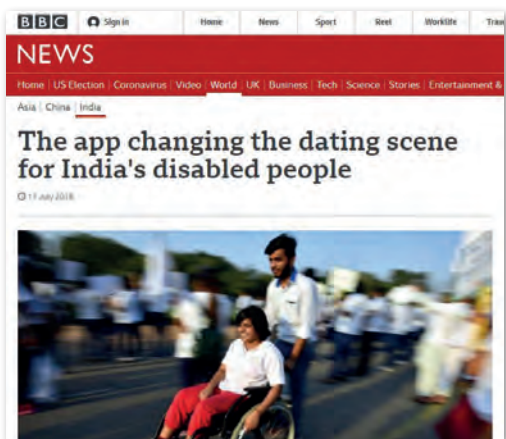 BBC Sign in Home News Sport Reel Worklife
NEWS
Home US Election Coronavirus Video World UK Business Tech Science Stories Entertainment &
Asia China India
The app changing the dating scene
for India's disabled people
July 2018